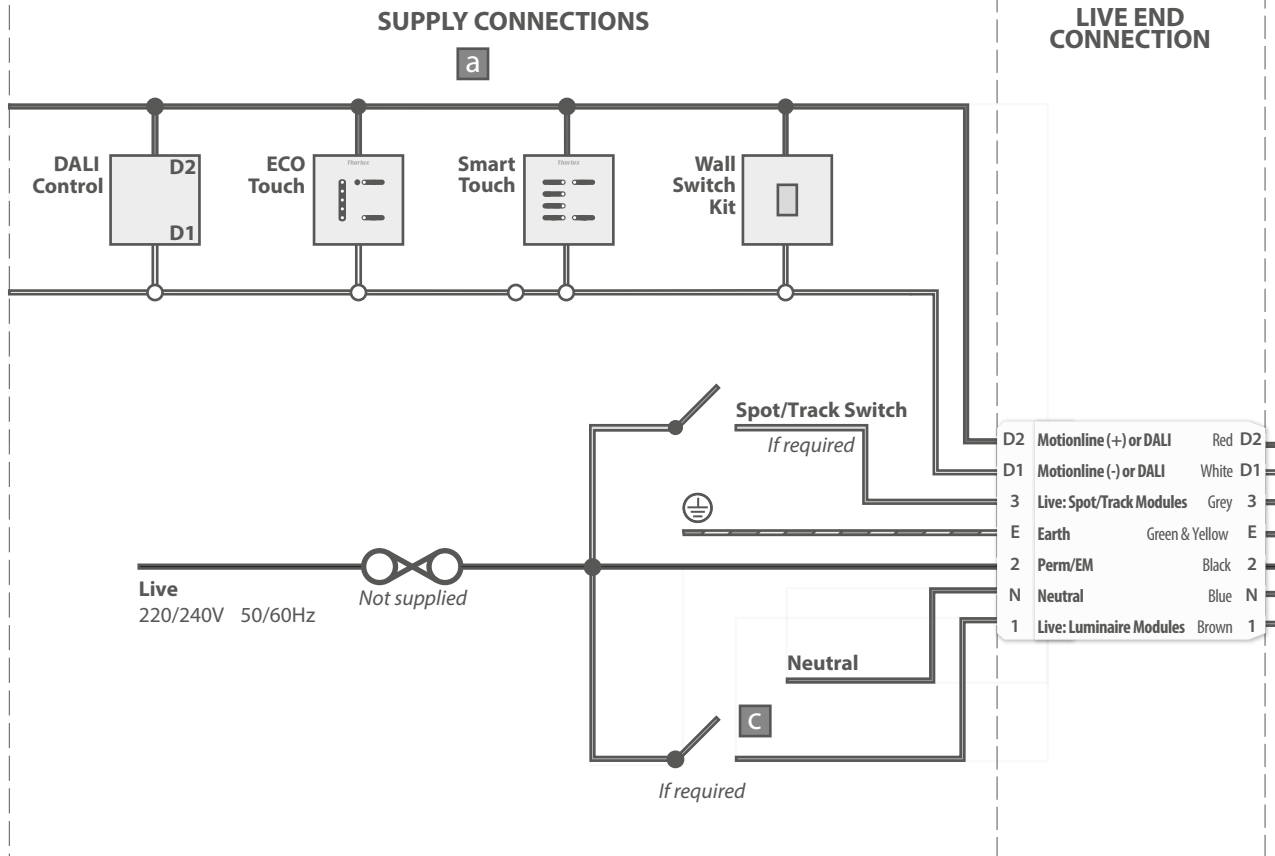 SUPPLY CONNECTIONS
LIVE END
CONNECTION
a
DALI
Control
D2
D1
ECO
Touch
Thorlux
Smart
Touch
Thorlux
Wall
Switch
Kit
Spot/Track Switch
If required
Live
220/240V 50/60Hz
Not supplied
Neutral
C
If required
D2 Motionline (+) or DALI Red D2
D1 Motionline (-) or DALI White D1
3 Live: Spot/Track Modules Grey 3
E Earth Green & Yellow E
2 Perm/EM Black 2
N Neutral Blue N
1 Live: Luminaire Modules Brown 1